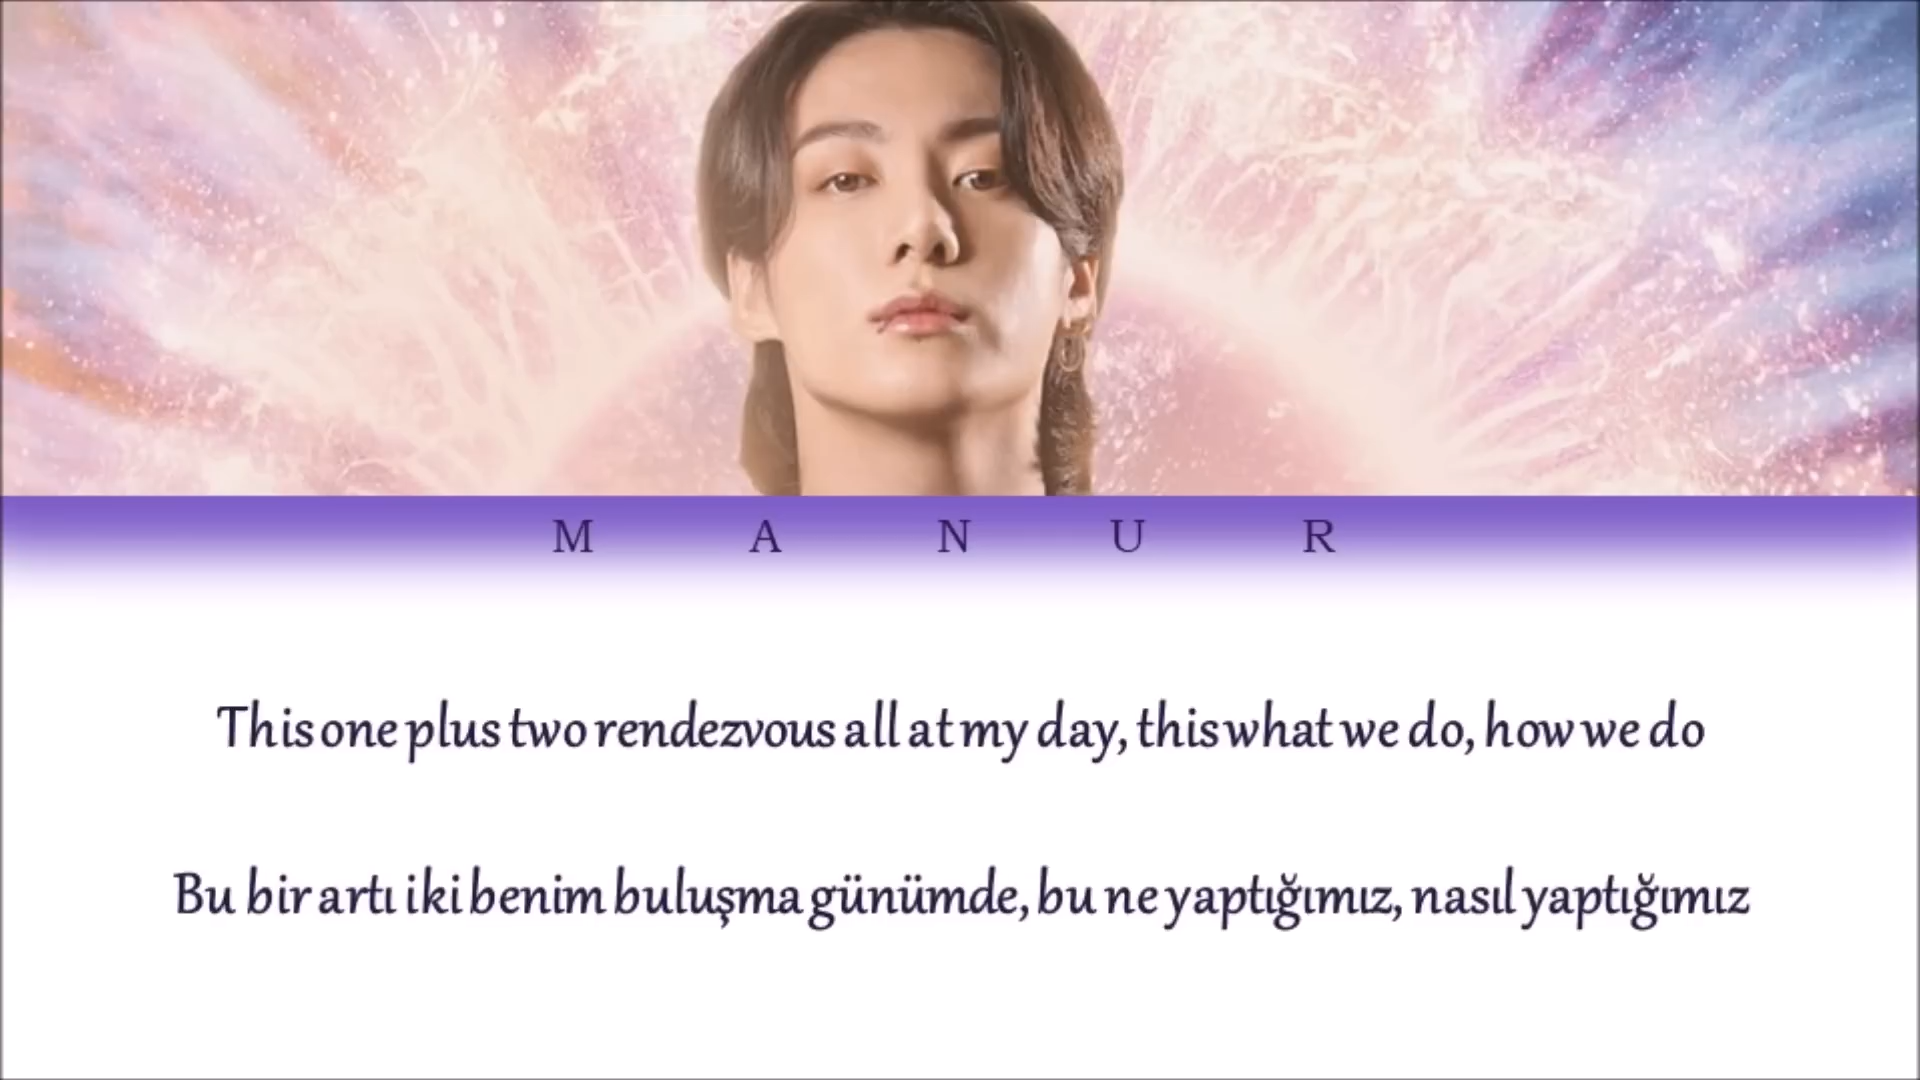 M A N U R
This one plus two rendezvous all at my day, this what we do, how we do
Bu bir artı iki benim buluşma günümde, bu ne yaptığımız, nasıl yaptığımız